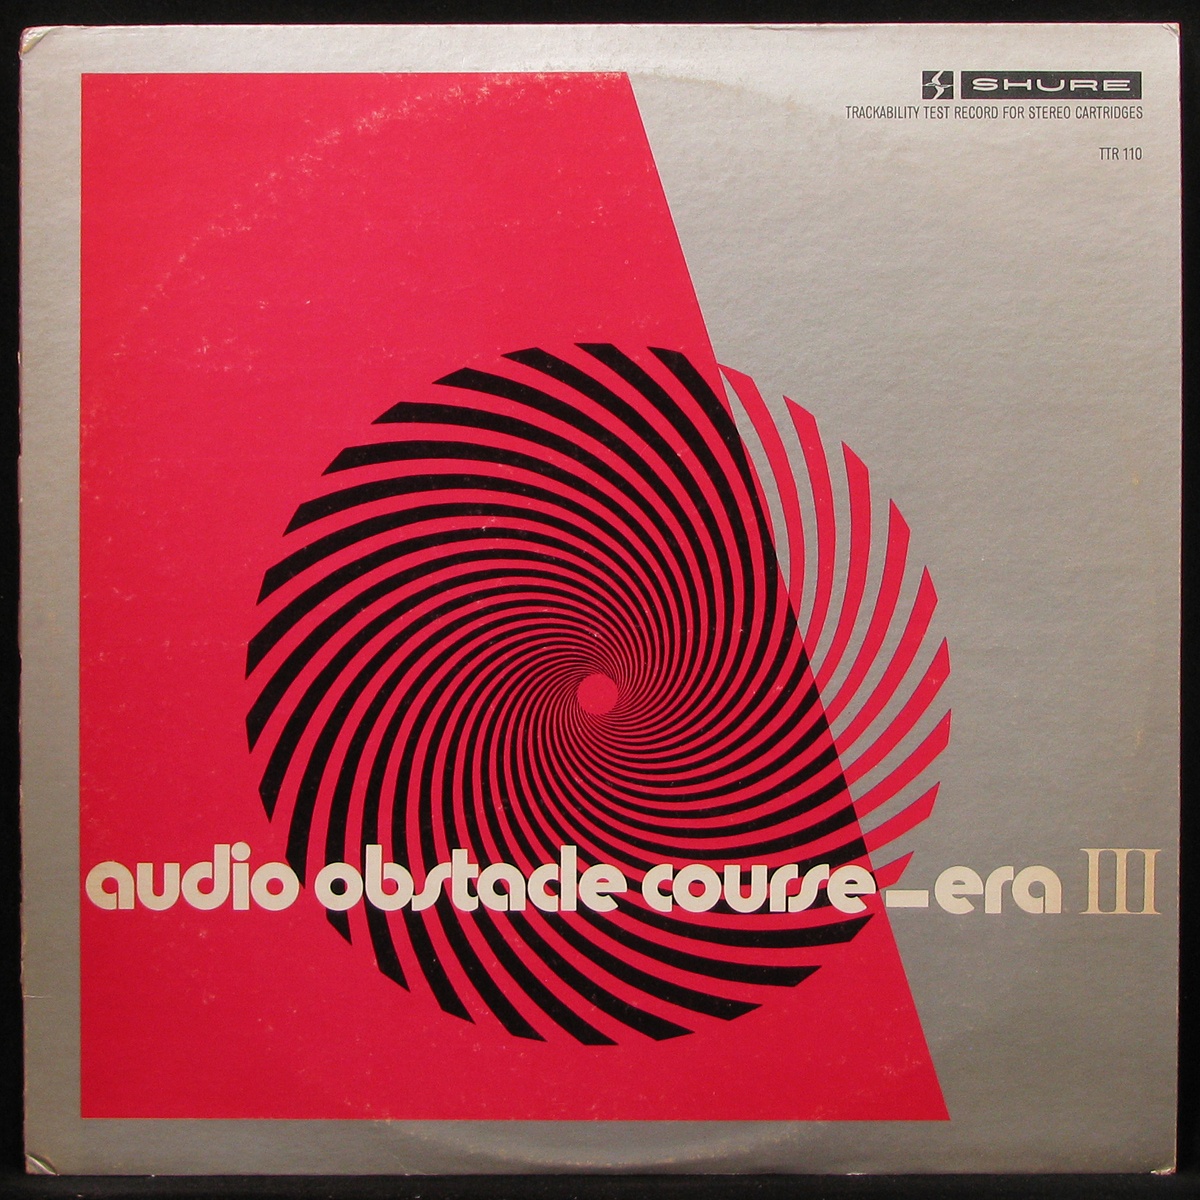 SHURE
TRACKABILITY TEST RECORD FOR STEREO CARTRIDGES
TTR 110
audio obstacle course-era III